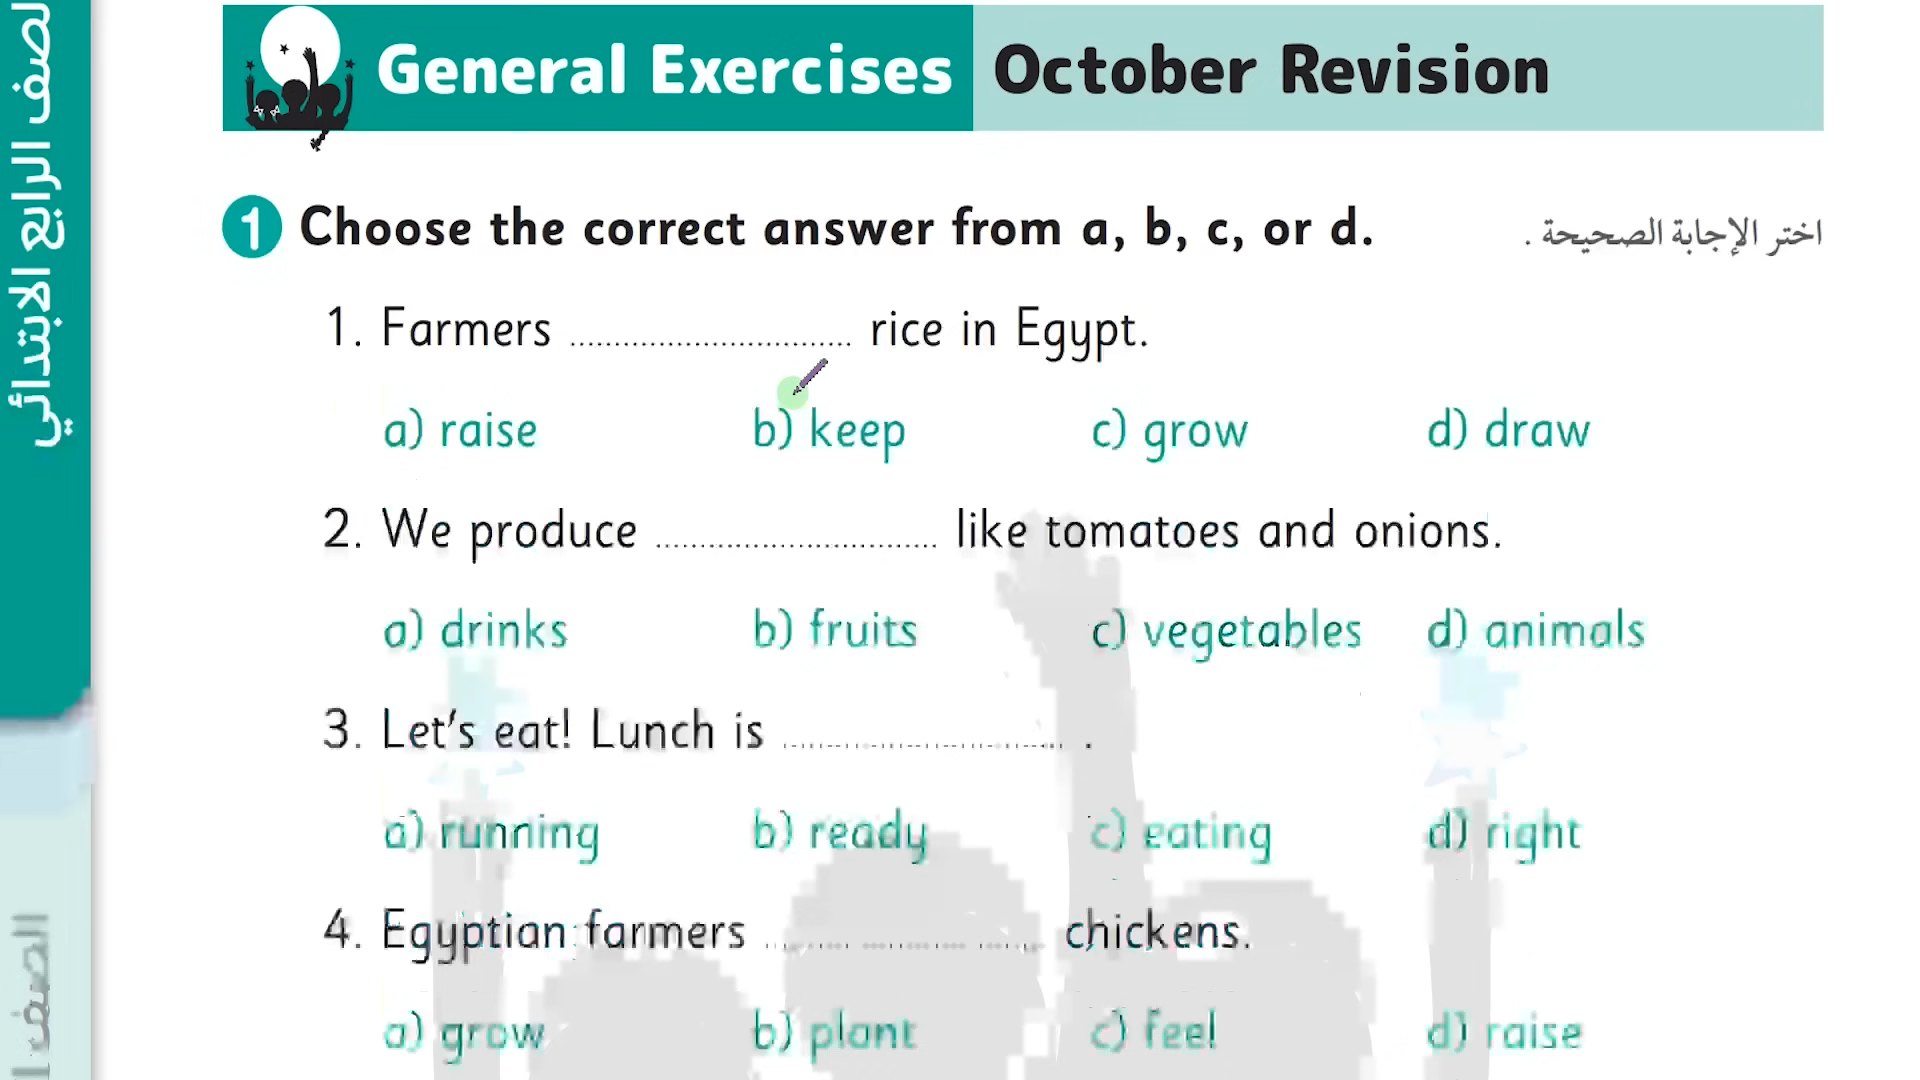 الصف الرابع الابتدائي
General Exercises October Revision
1 Choose the correct answer from a, b, c, or d.
اختر الإجابة الصحيحة .
1. Farmers ............................... rice in Egypt.
a) raise b) keep c) grow d) draw
2. We produce ............................... like tomatoes and onions.
a) drinks b) fruits c) vegetables d) animals
3. Let's eat! Lunch is ............................... .
a) running b) ready c) eating d) right
4. Egyptian farmers ............................... chickens.
a) grow b) plant c) feel d) raise
الصف